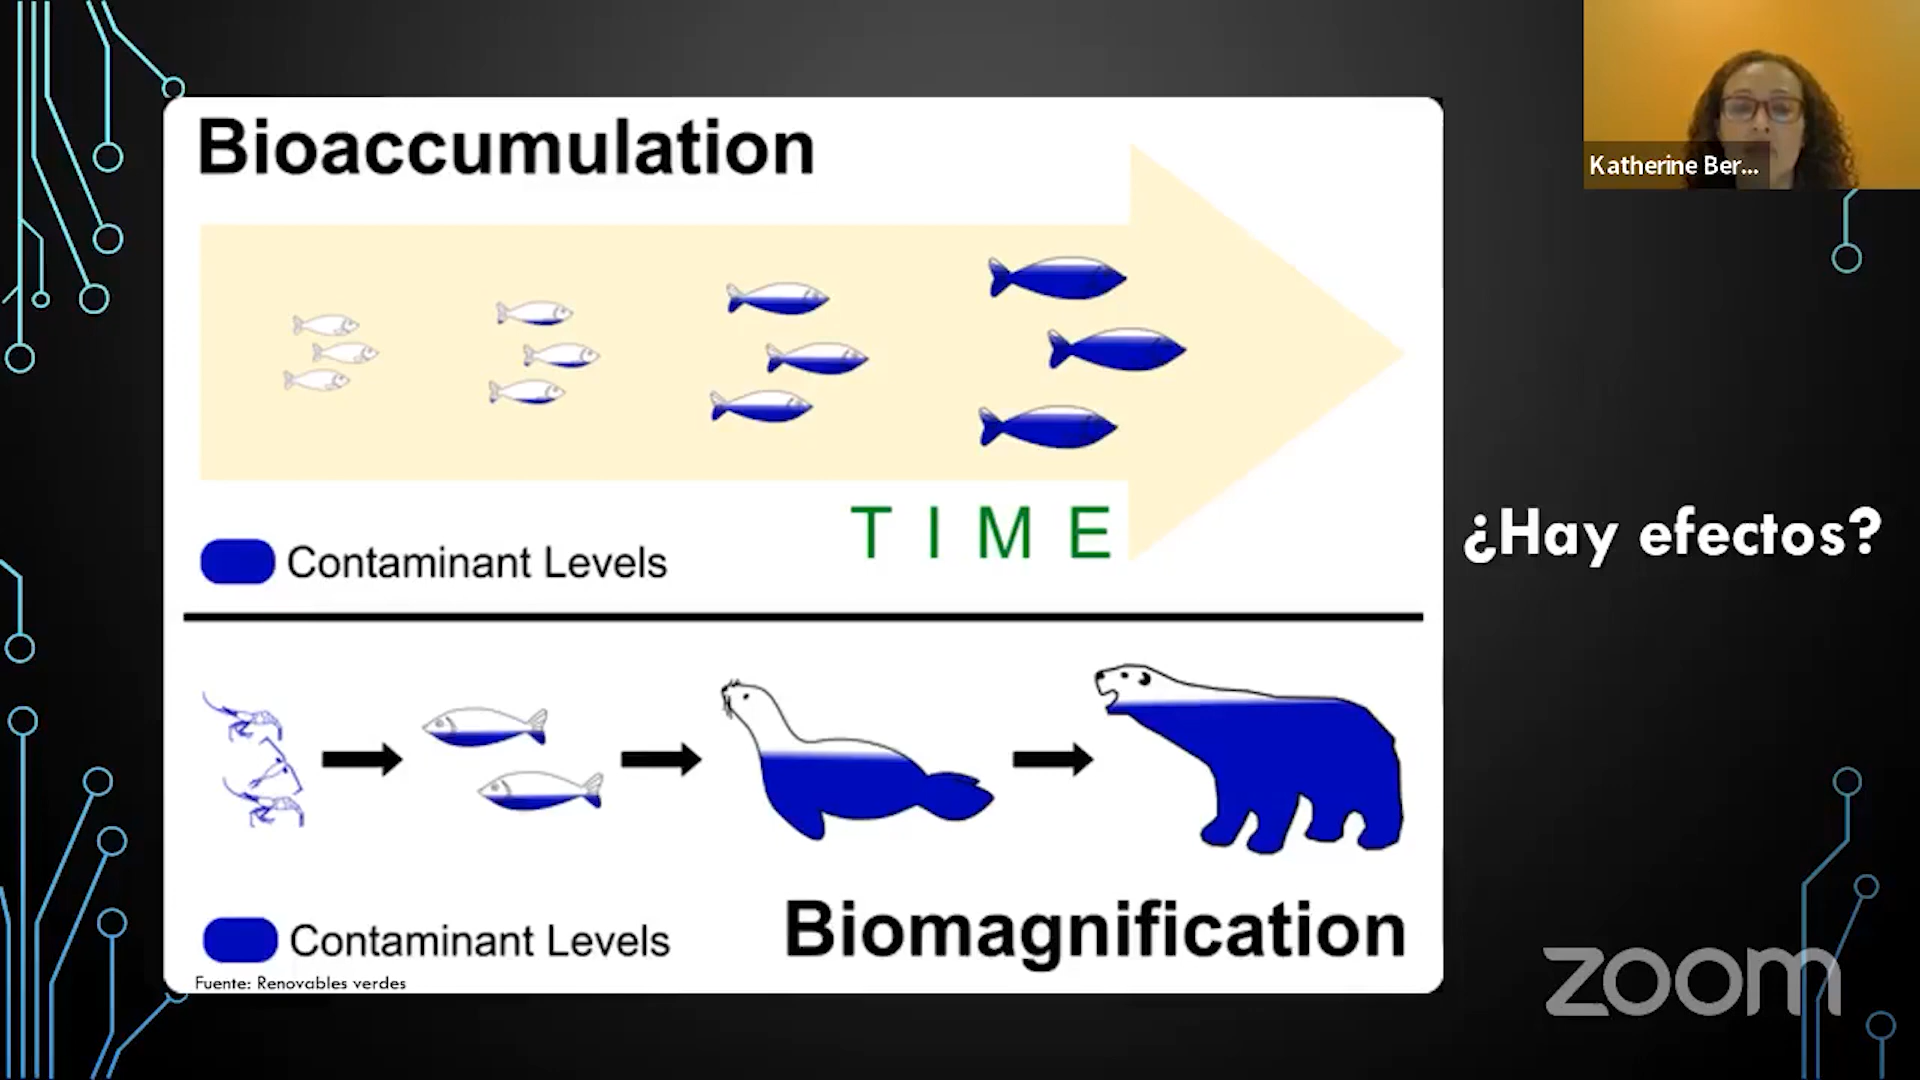 Bioaccumulation
Katherine Ber...
TIME
Contaminant Levels
¿Hay efectos?
Contaminant Levels
Biomagnification
Fuente: Renovables verdes
zoom